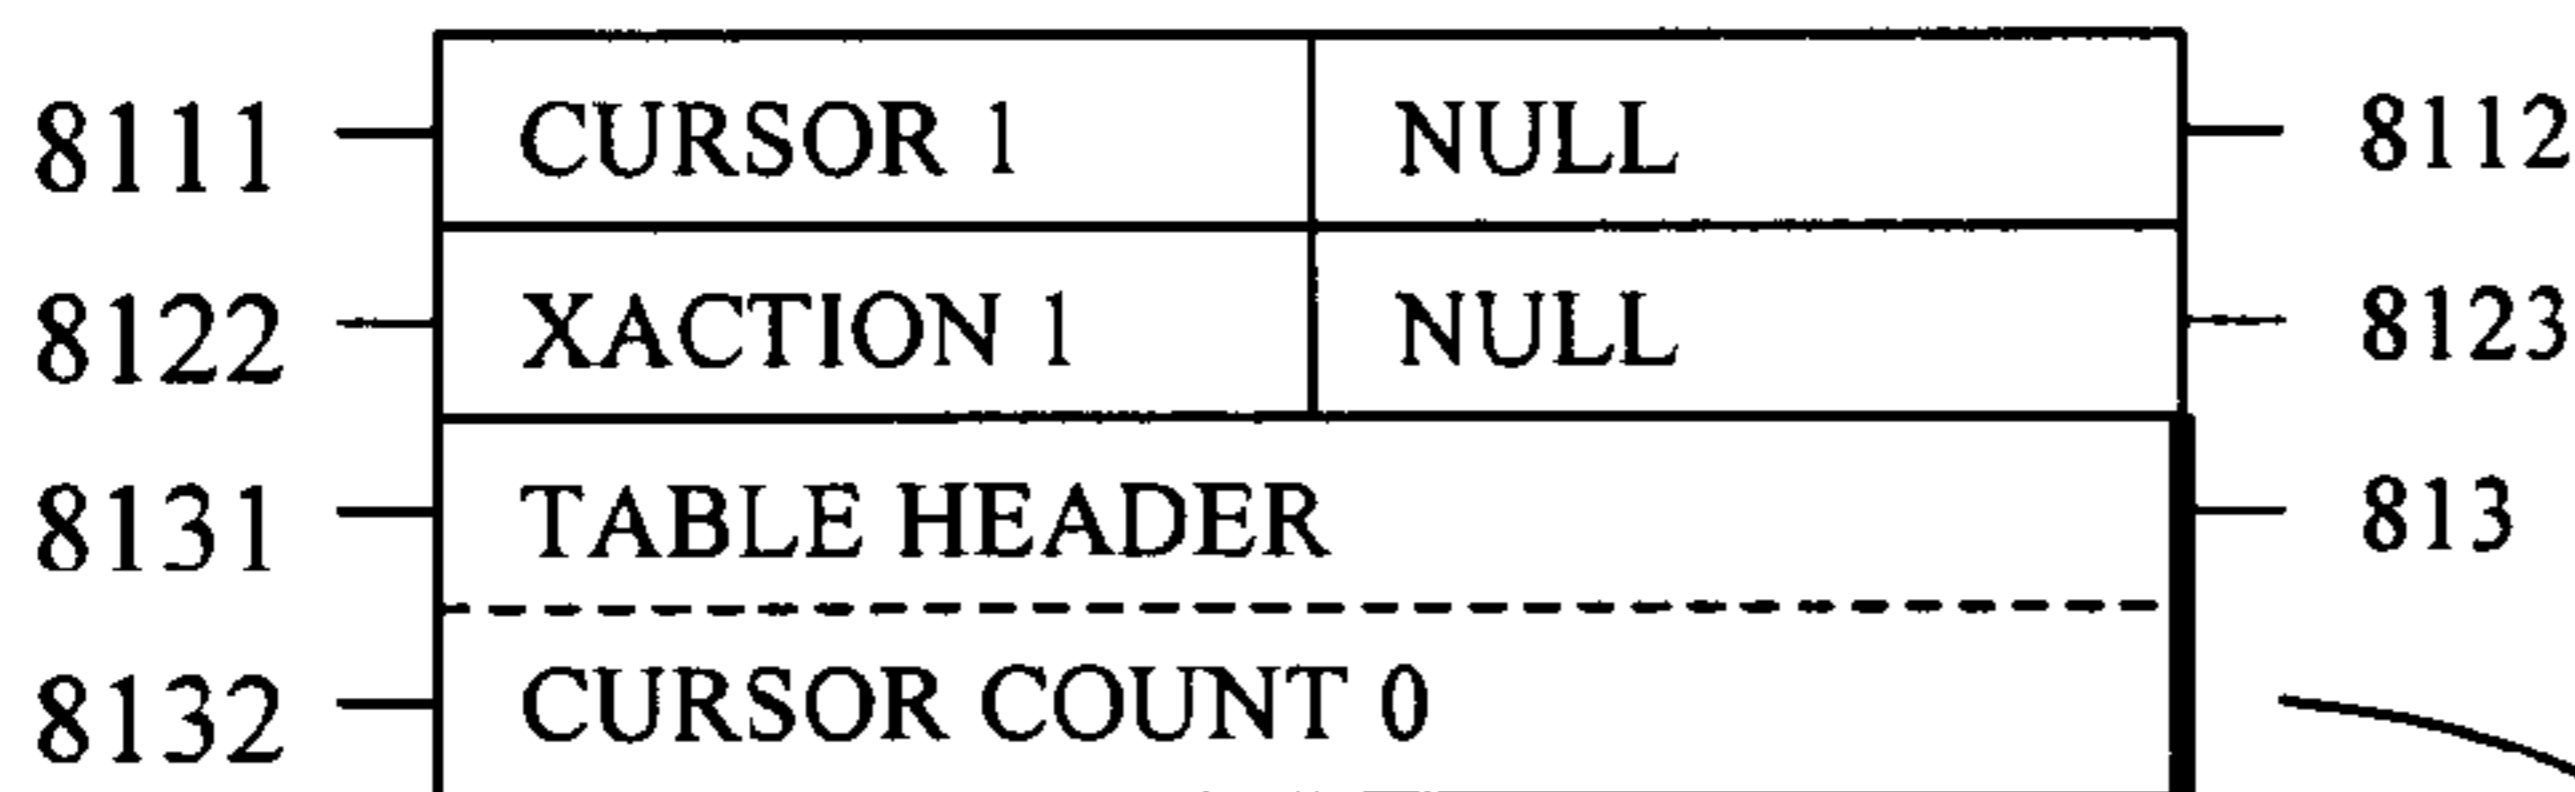 8111 CURSOR 1 NULL 8112
8122 XACTION 1 NULL 8123
8131 TABLE HEADER 813
8132 CURSOR COUNT 0